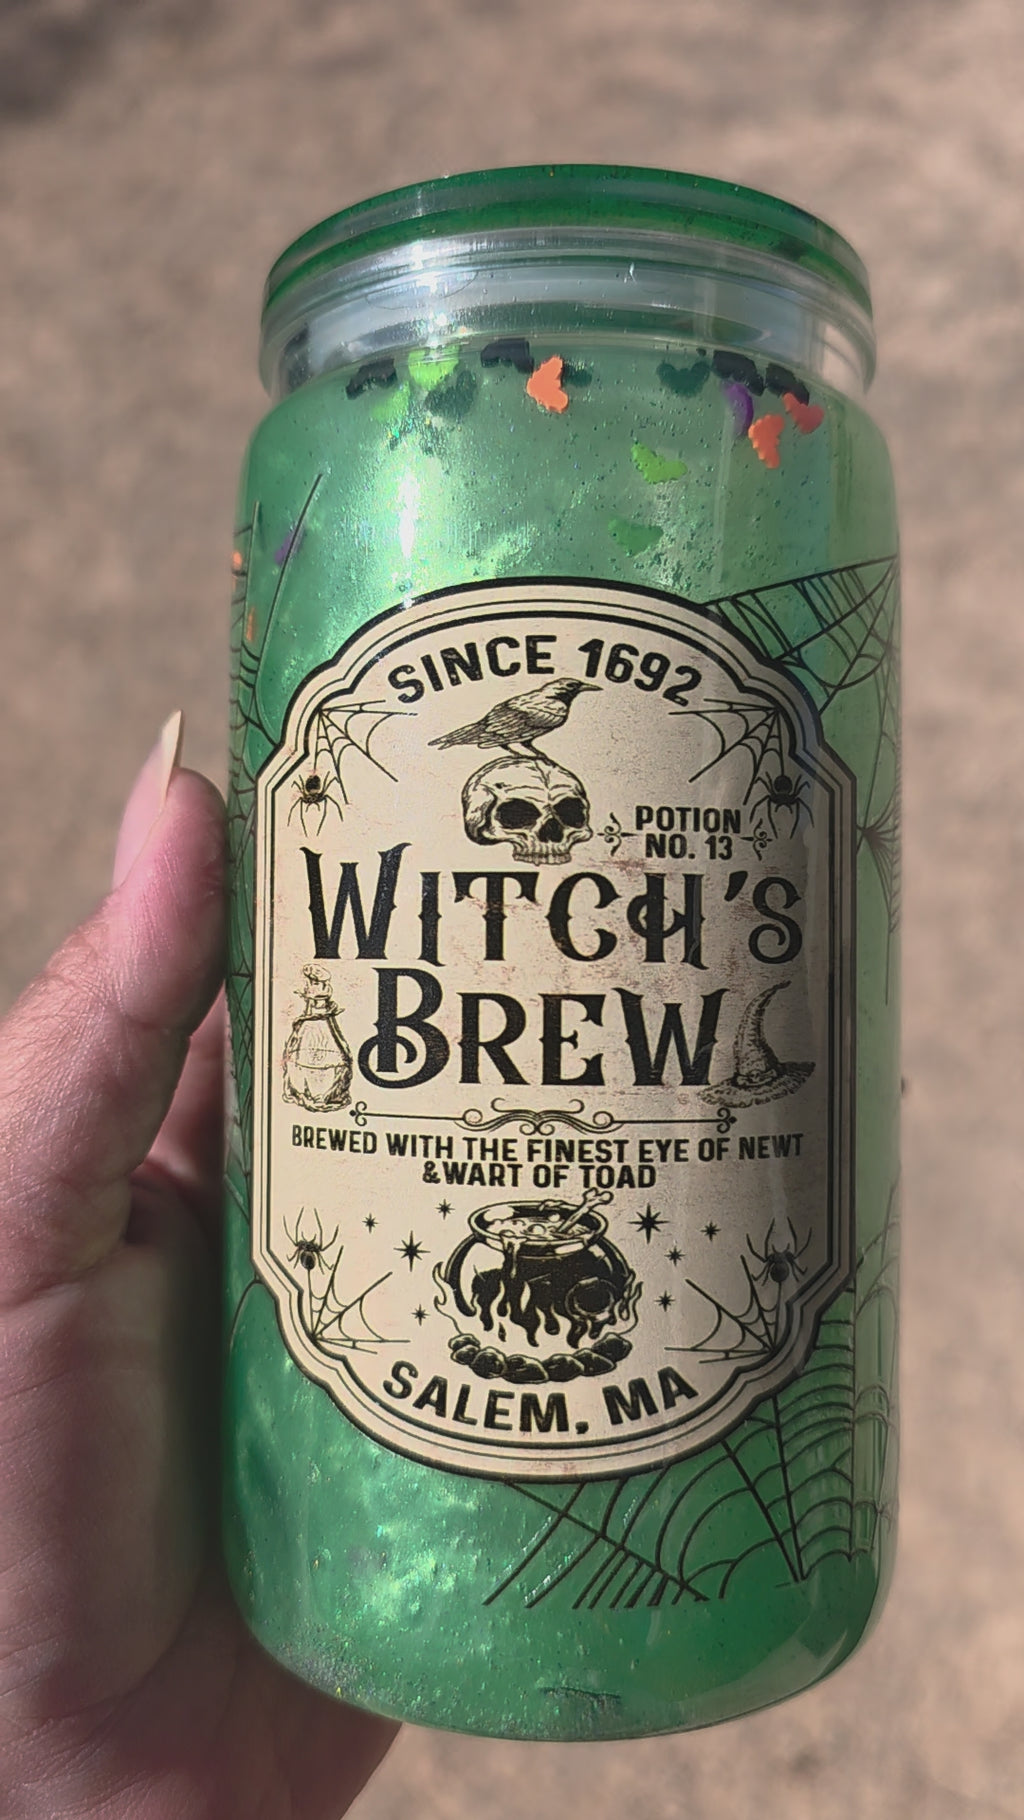 SINCE 1692
POTION
NO. 13
WITCH'S
BREW
BREWED WITH THE FINEST EYE OF NEWT
&WART OF TOAD
SALEM, MA